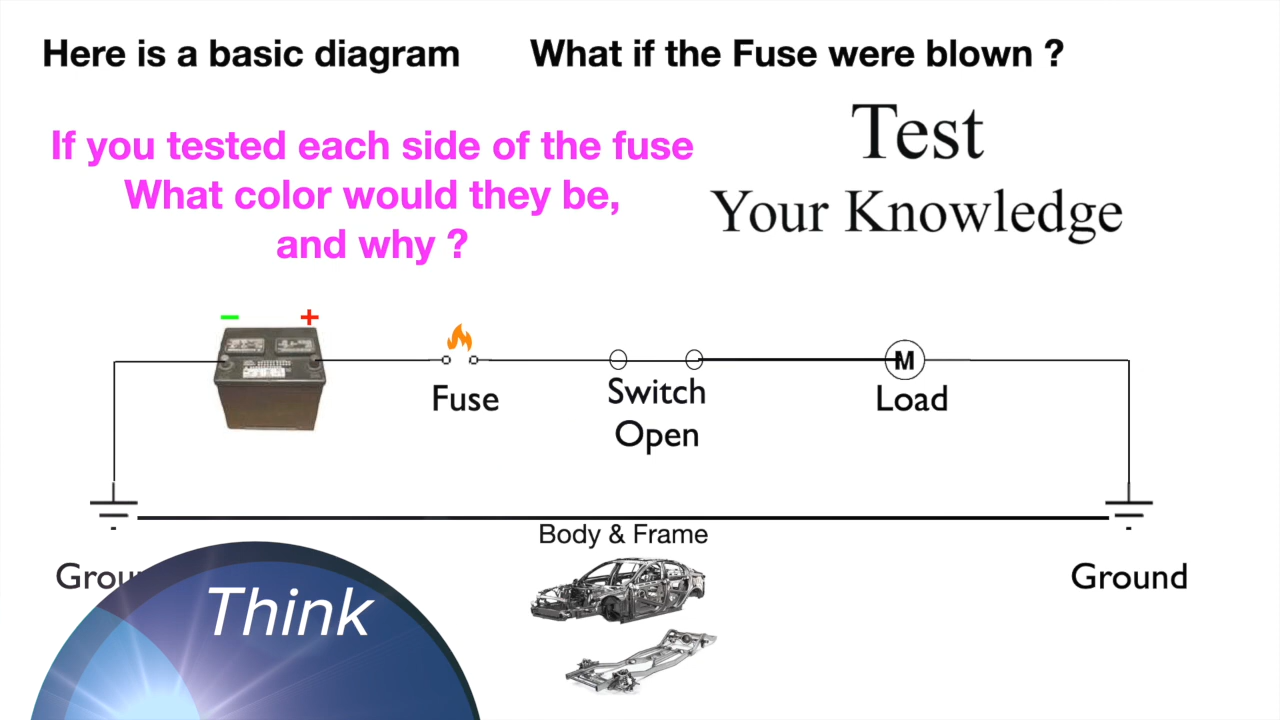 Here is a basic diagram
What if the Fuse were blown ?
If you tested each side of the fuse
What color would they be,
and why ?
Test
Your Knowledge
− +
Fuse
Switch
Open
M
Load
Body & Frame
Ground
Think